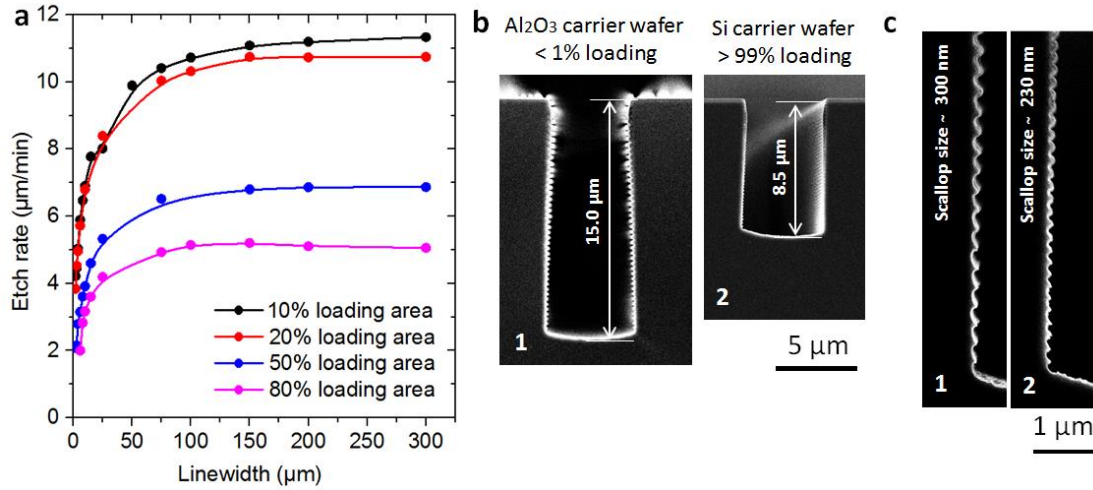 a
Etch rate (µm/min)
12
10
8
6
4
2
0
0 50 100 150 200 250 300
Linewidth (µm)
10% loading area
20% loading area
50% loading area
80% loading area
b
Al2O3 carrier wafer
< 1% loading
Si carrier wafer
> 99% loading
15.0 µm
8.5 µm
1
2
5 µm
c
Scallop size ~ 300 nm
Scallop size ~ 230 nm
1
2
1 µm